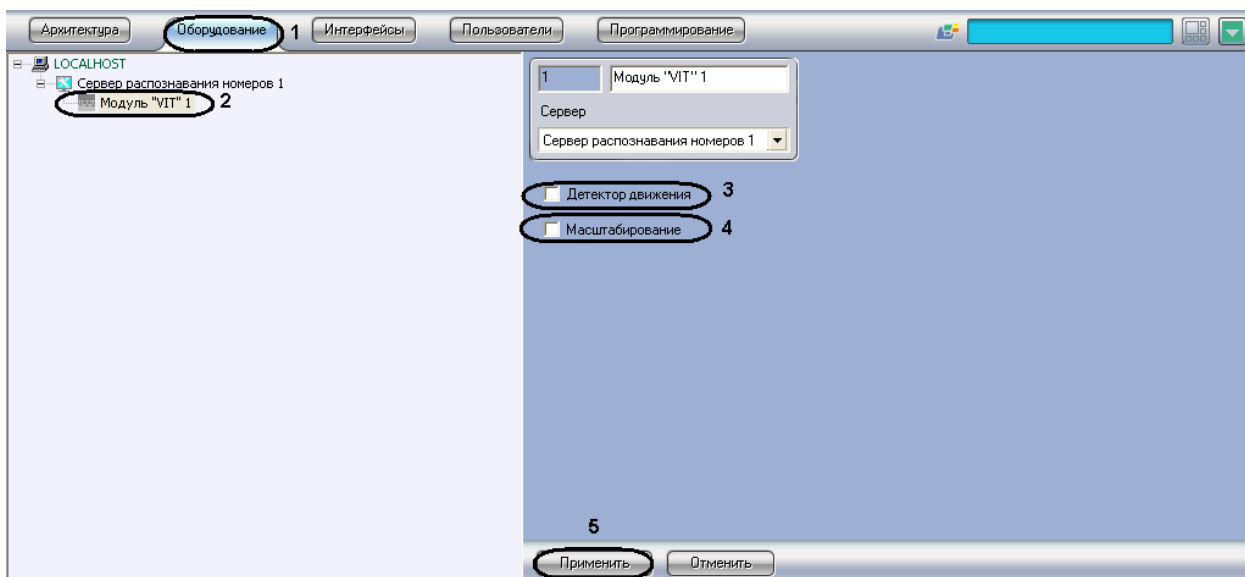 Архитектура Оборудование 1 Интерфейсы Пользователи Программирование
LOCALHOST
Сервер распознавания номеров 1
Модуль "VIT" 1 2
1 Модуль "VIT" 1
Сервер
Сервер распознавания номеров 1
Детектор движения 3
Масштабирование 4
5
Применить Отменить